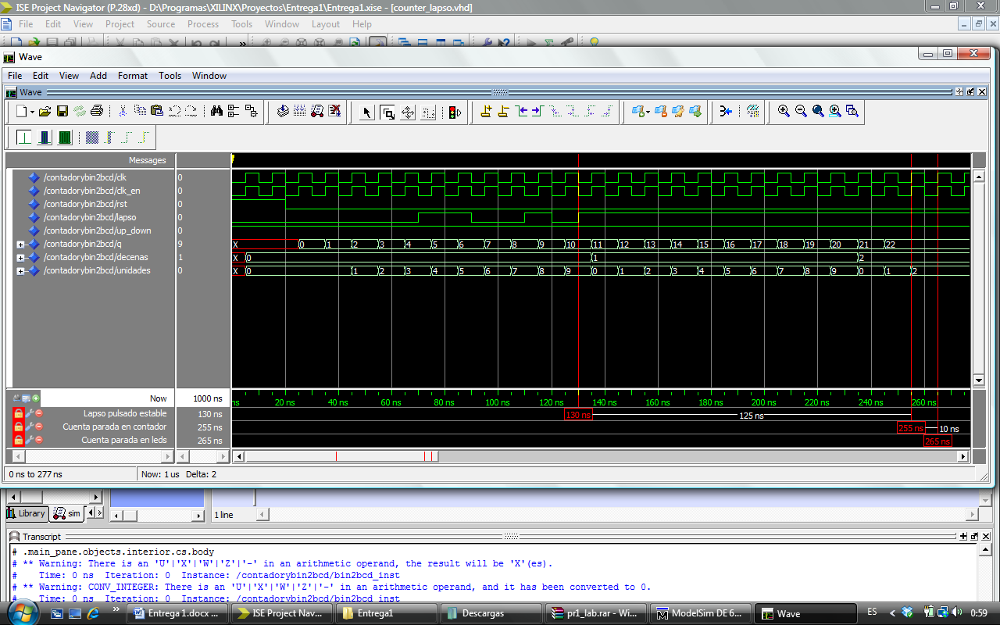 ISE Project Navigator (P.28xd) - D:\Programas\XILINX\Proyectos\Entrega1\Entrega1.xise - [counter_lapso.vhd]
File Edit View Project Source Process Tools Window Layout Help
Wave
File Edit View Add Format Tools Window
Wave
Messages
/contadorybin2bcd/clk 0
/contadorybin2bcd/clk_en 0
/contadorybin2bcd/rst 0
/contadorybin2bcd/lapso 0
/contadorybin2bcd/up_down 0
/contadorybin2bcd/q 9 X 0 1 2 3 4 5 6 7 8 9 10 11 12 13 14 15 16 17 18 19 20 21 22
/contadorybin2bcd/decenas 1 X 0 1 2
/contadorybin2bcd/unidades 0 X 0 1 2 3 4 5 6 7 8 9 0 1 2 3 4 5 6 7 8 9 0 1 2
Now 1000 ns ns 20 ns 40 ns 60 ns 80 ns 100 ns 120 ns 140 ns 160 ns 180 ns 200 ns 220 ns 240 ns 260 ns
Lapso pulsado estable 130 ns 130 ns 125 ns
Cuenta parada en contador 255 ns 255 ns 10 ns
Cuenta parada en leds 265 ns 265 ns
0 ns to 277 ns Now: 1 us Delta: 2
Library sim 1 line
Transcript
# .main_pane.objects.interior.cs.body
# ** Warning: There is an 'U'|'X'|'W'|'Z'|'-' in an arithmetic operand, the result will be 'X'(es).
# Time: 0 ns Iteration: 0 Instance: /contadorybin2bcd/bin2bcd_inst
# ** Warning: CONV_INTEGER: There is an 'U'|'X'|'W'|'Z'|'-' in an arithmetic operand, and it has been converted to 0.
# Time: 0 ns Iteration: 0 Instance: /contadorybin2bcd/bin2bcd_inst
Entrega 1.docx ... ISE Project Nav... Entrega1 Descargas pr1_lab.rar - Wi... ModelSim DE 6... Wave ES 0:59